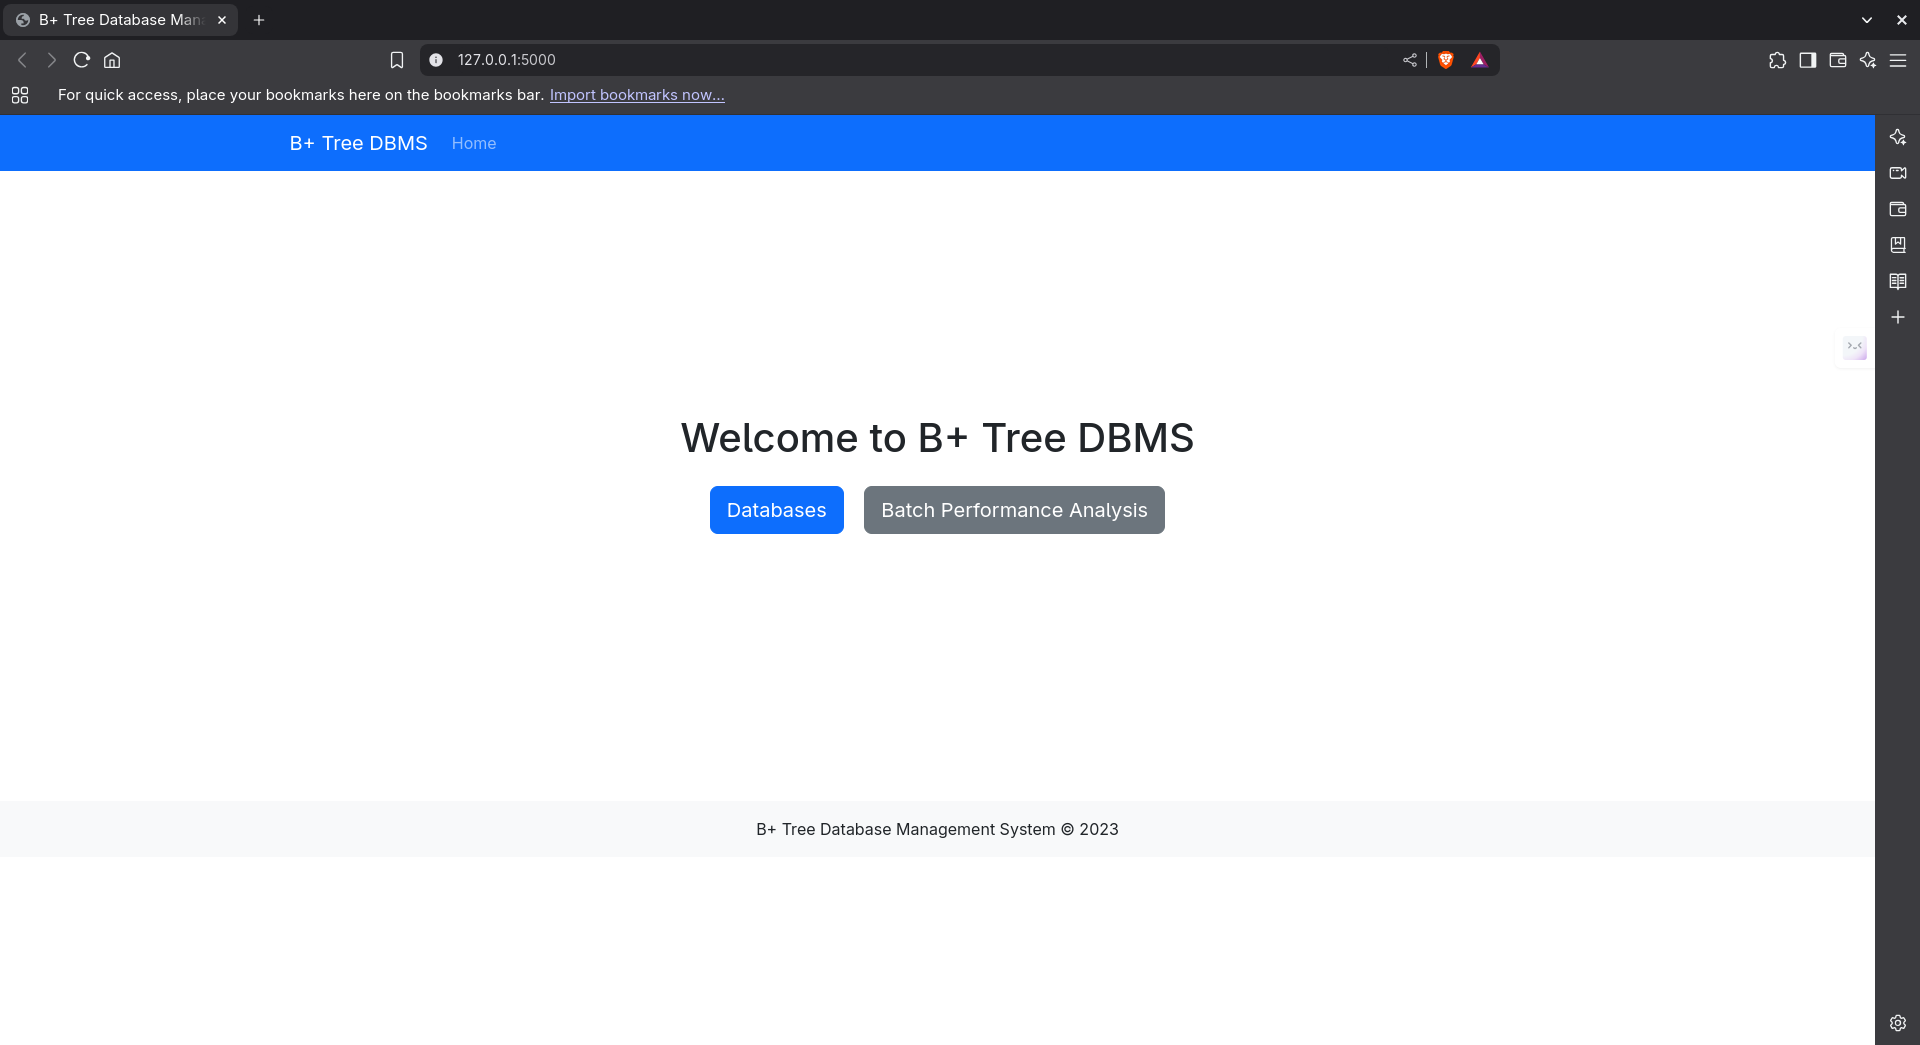 B+ Tree Database Man
127.0.0.1:5000
For quick access, place your bookmarks here on the bookmarks bar. Import bookmarks now...
B+ Tree DBMS Home
Welcome to B+ Tree DBMS
Databases Batch Performance Analysis
B+ Tree Database Management System © 2023